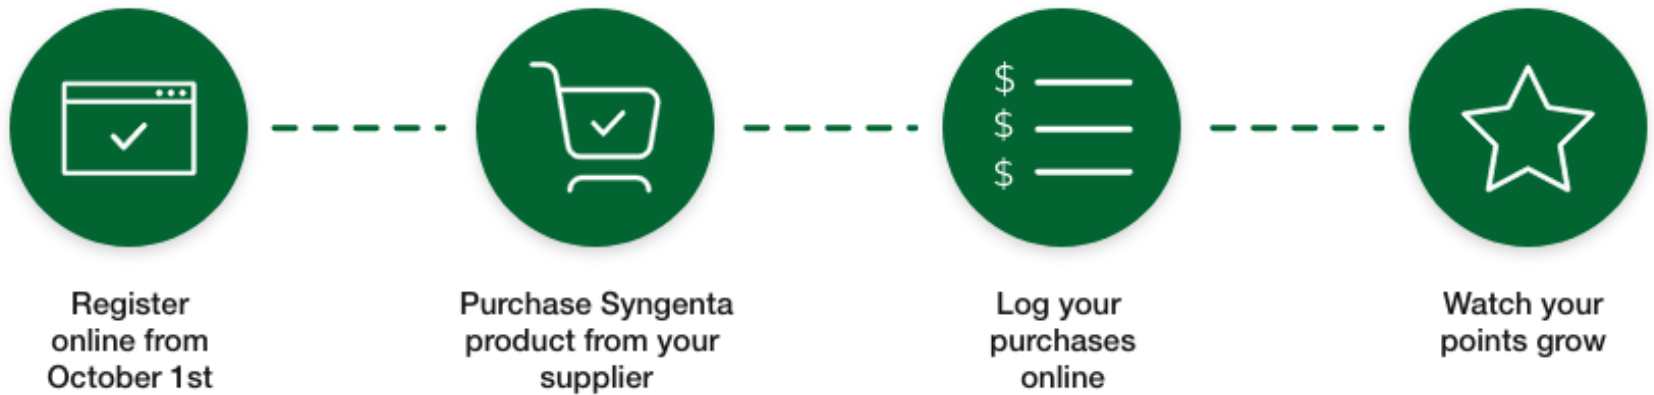 $
$
$
Register
online from
October 1st
Purchase Syngenta
product from your
supplier
Log your
purchases
online
Watch your
points grow